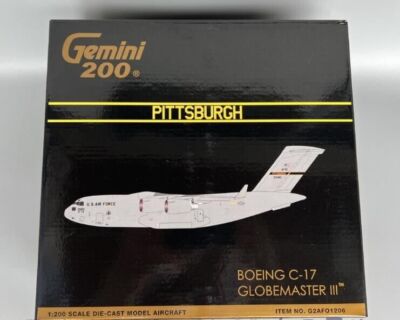 Gemini
200®
PITTSBURGH
U.S. AIR FORCE
BOEING C-17
GLOBEMASTER III™
1:200 SCALE DIE-CAST MODEL AIRCRAFT
ITEM NO. G2AFO1206